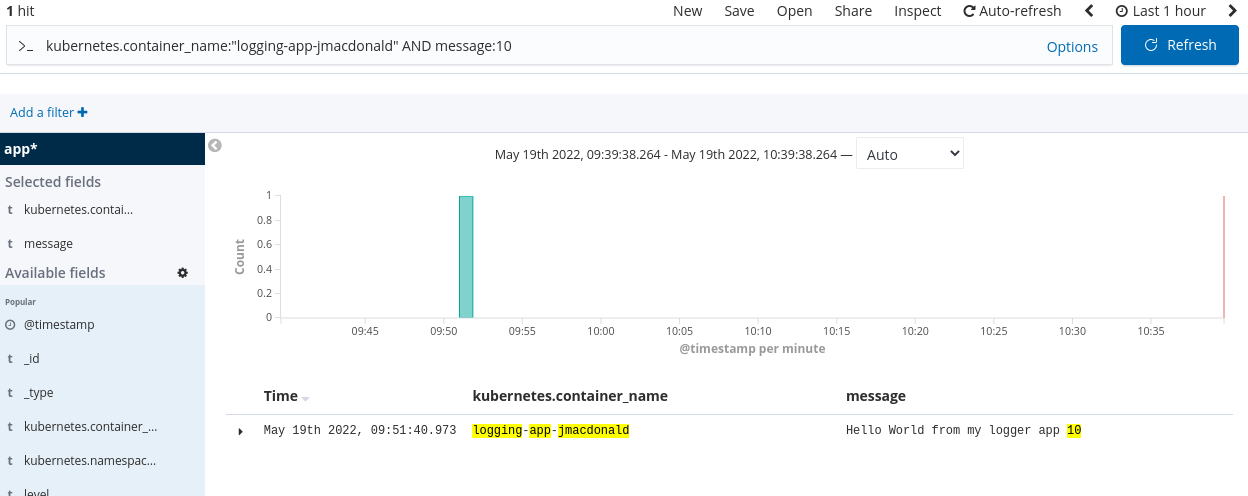 1 hit
New Save Open Share Inspect Auto-refresh Last 1 hour
>_ kubernetes.container_name:"logging-app-jmacdonald" AND message:10 Options Refresh
Add a filter +
app*
May 19th 2022, 09:39:38.264 - May 19th 2022, 10:39:38.264 — Auto
Selected fields
t kubernetes.contai...
t message
Available fields
Popular
@timestamp
t _id
t _type
t kubernetes.container_...
t kubernetes.namespac...
t level
Count
1
0.8
0.6
0.4
0.2
0
09:45 09:50 09:55 10:00 10:05 10:10 10:15 10:20 10:25 10:30 10:35
@timestamp per minute
Time kubernetes.container_name message
May 19th 2022, 09:51:40.973 logging-app-jmacdonald Hello World from my logger app 10